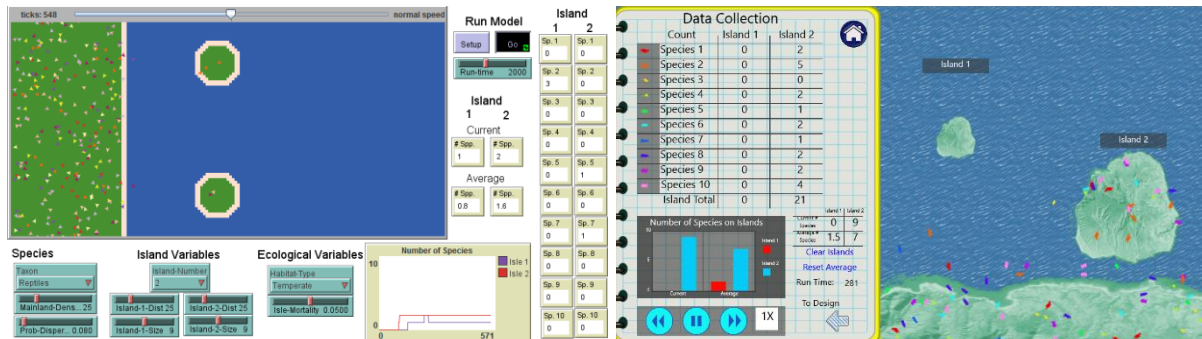 ticks: 548
normal speed
Run Model
Setup
Go
Run-time 2000
Island
1 2
Current
# Spp. # Spp.
1 2
Average
# Spp. # Spp.
0.8 1.6
Island
1 2
Sp. 1 Sp. 1
0 0
Sp. 2 Sp. 2
3 0
Sp. 3 Sp. 3
0 0
Sp. 4 Sp. 4
0 0
Sp. 5 Sp. 5
0 1
Sp. 6 Sp. 6
0 0
Sp. 7 Sp. 7
0 1
Sp. 8 Sp. 8
0 0
Sp. 9 Sp. 9
0 0
Sp. 10 Sp. 10
0 0
Species
Taxon
Reptiles
Mainland-Dens... 25
Prob-Disper... 0.080
Island Variables
Island-Number
2
Island-1-Dist 25 Island-2-Dist 25
Island-1-Size 9 Island-2-Size 9
Ecological Variables
Habitat-Type
Temperate
Isle-Mortality 0.0500
Number of Species
10
0
0 571
Isle 1
Isle 2
Data Collection
Count Island 1 Island 2
Species 1 0 2
Species 2 0 5
Species 3 0 0
Species 4 0 2
Species 5 0 1
Species 6 0 2
Species 7 0 1
Species 8 0 2
Species 9 0 2
Species 10 0 4
Island Total 0 21
Number of Species on Islands
10
5
0
Current Average
Island 1
Island 2
Island 1 Island 2
Current # Species 0 9
Average # Species 1.5 7
Clear Islands
Reset Average
Run Time: 281
To Design
1X
Island 1
Island 2